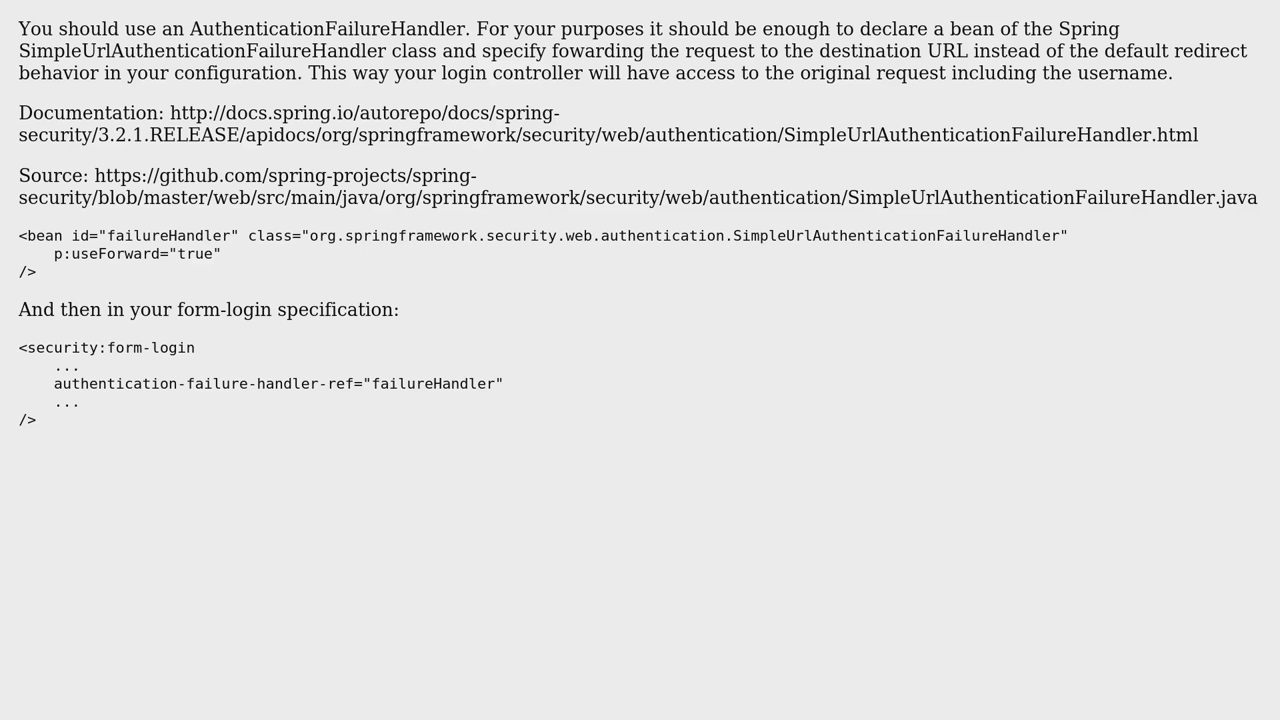 You should use an AuthenticationFailureHandler. For your purposes it should be enough to declare a bean of the Spring
SimpleUrlAuthenticationFailureHandler class and specify fowarding the request to the destination URL instead of the default redirect
behavior in your configuration. This way your login controller will have access to the original request including the username.
Documentation: http://docs.spring.io/autorepo/docs/spring-
security/3.2.1.RELEASE/apidocs/org/springframework/security/web/authentication/SimpleUrlAuthenticationFailureHandler.html
Source: https://github.com/spring-projects/spring-
security/blob/master/web/src/main/java/org/springframework/security/web/authentication/SimpleUrlAuthenticationFailureHandler.java
<bean id="failureHandler" class="org.springframework.security.web.authentication.SimpleUrlAuthenticationFailureHandler"
    p:useForward="true"
/>
And then in your form-login specification:
<security:form-login
    ...
    authentication-failure-handler-ref="failureHandler"
    ...
/>